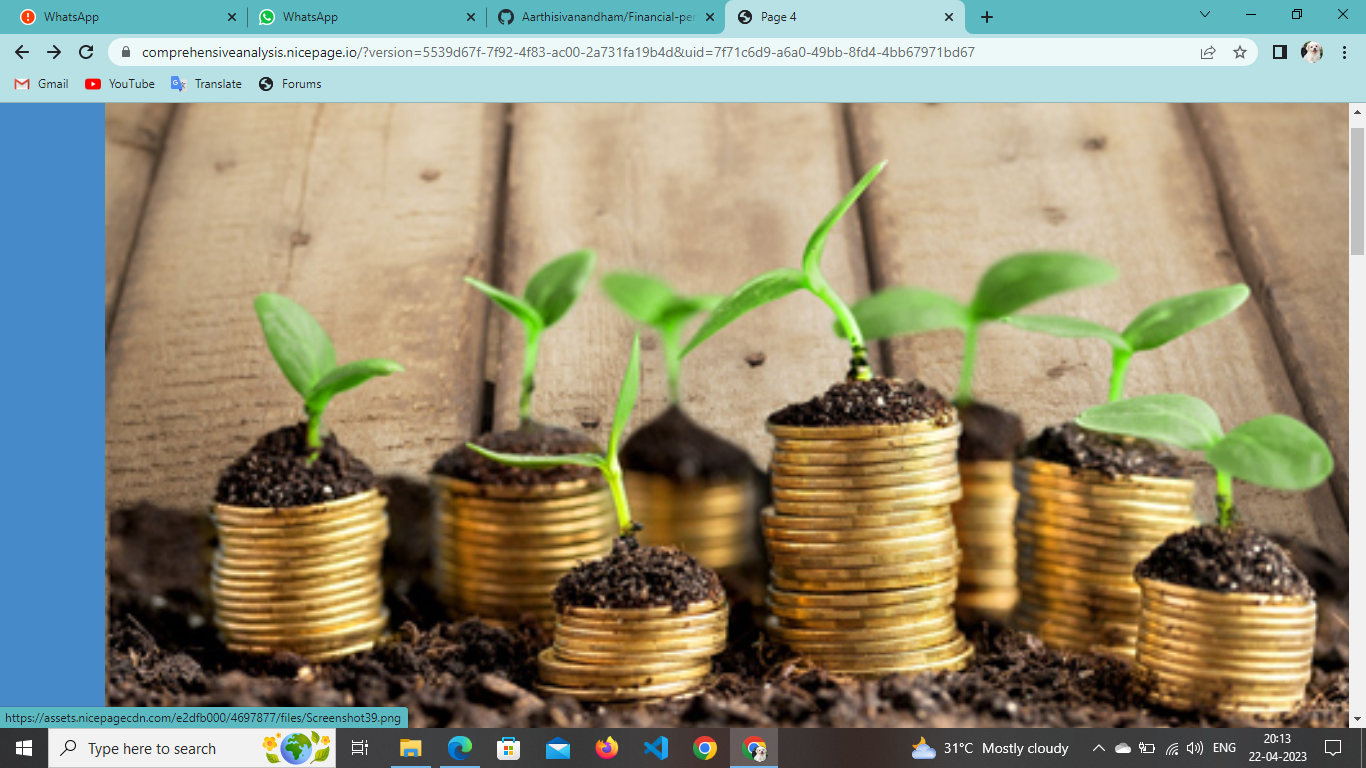 WhatsApp
WhatsApp
Aarthisivanandham/Financial-per
Page 4
comprehensiveanalysis.nicepage.io/?version=5539d67f-7f92-4f83-ac00-2a731fa19b4d&uid=7f71c6d9-a6a0-49bb-8fd4-4bb67971bd67
Gmail
YouTube
Translate
Forums
https://assets.nicepagecdn.com/e2dfb000/4697877/files/Screenshot39.png
Type here to search
31°C Mostly cloudy
ENG
20:13
22-04-2023